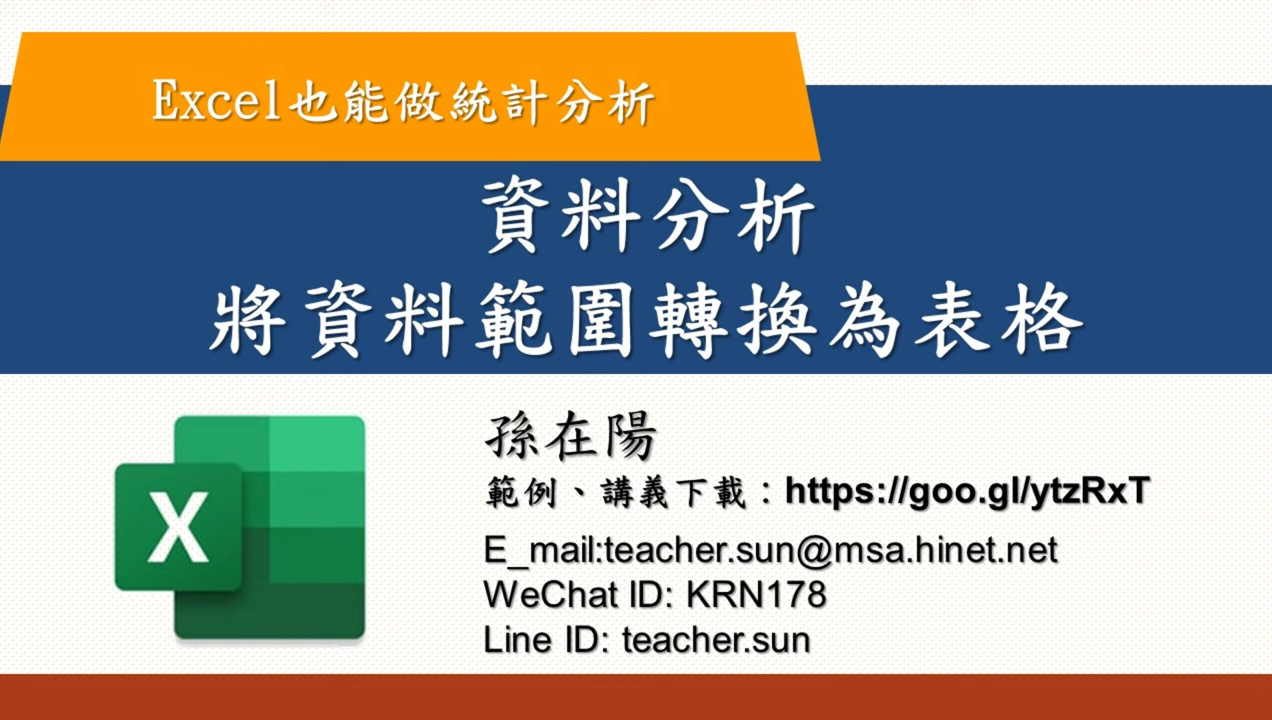 Excel也能做統計分析
資料分析
將資料範圍轉換為表格
X
孫在陽
範例、講義下載：https://goo.gl/ytzRxT
E_mail:teacher.sun@msa.hinet.net
WeChat ID: KRN178
Line ID: teacher.sun